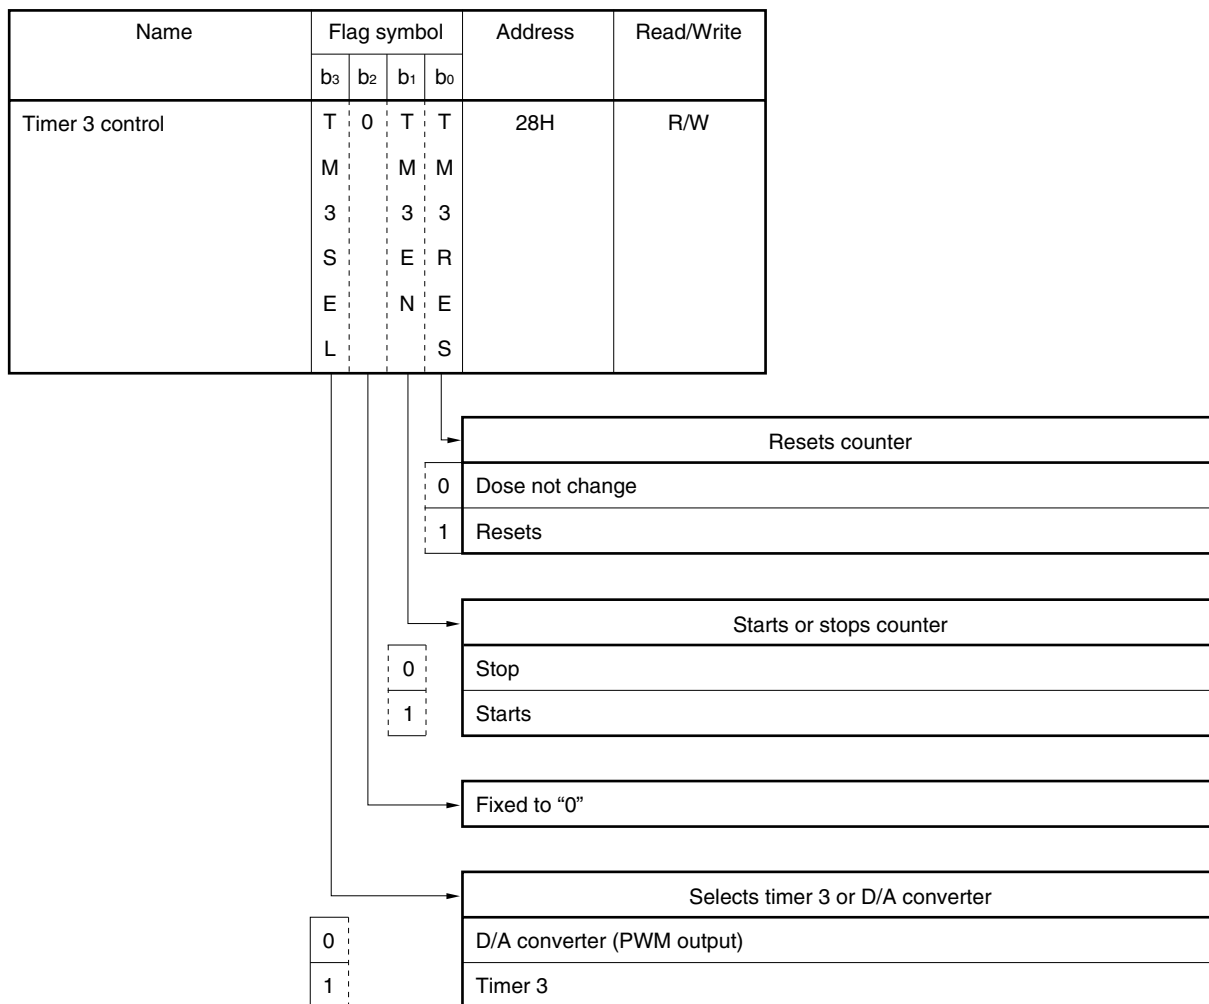 Name Flag symbol Address Read/Write
b3 b2 b1 b0
Timer 3 control T 0 T T 28H R/W
M M M
3 3 3
S E R
E N E
L S
Resets counter
0 Dose not change
1 Resets
Starts or stops counter
0 Stop
1 Starts
Fixed to “0”
Selects timer 3 or D/A converter
0 D/A converter (PWM output)
1 Timer 3